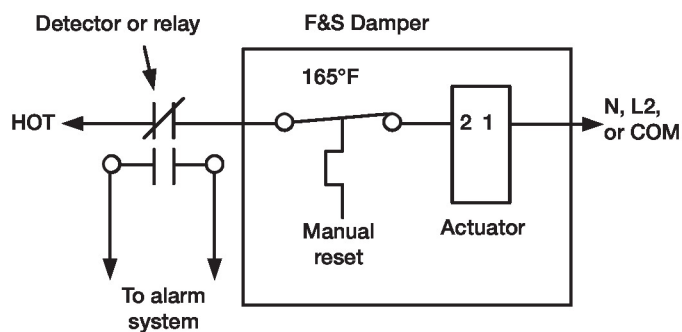 Detector or relay
F&S Damper
165°F
HOT
2 1
N, L2,
or COM
Manual
reset
Actuator
To alarm
system